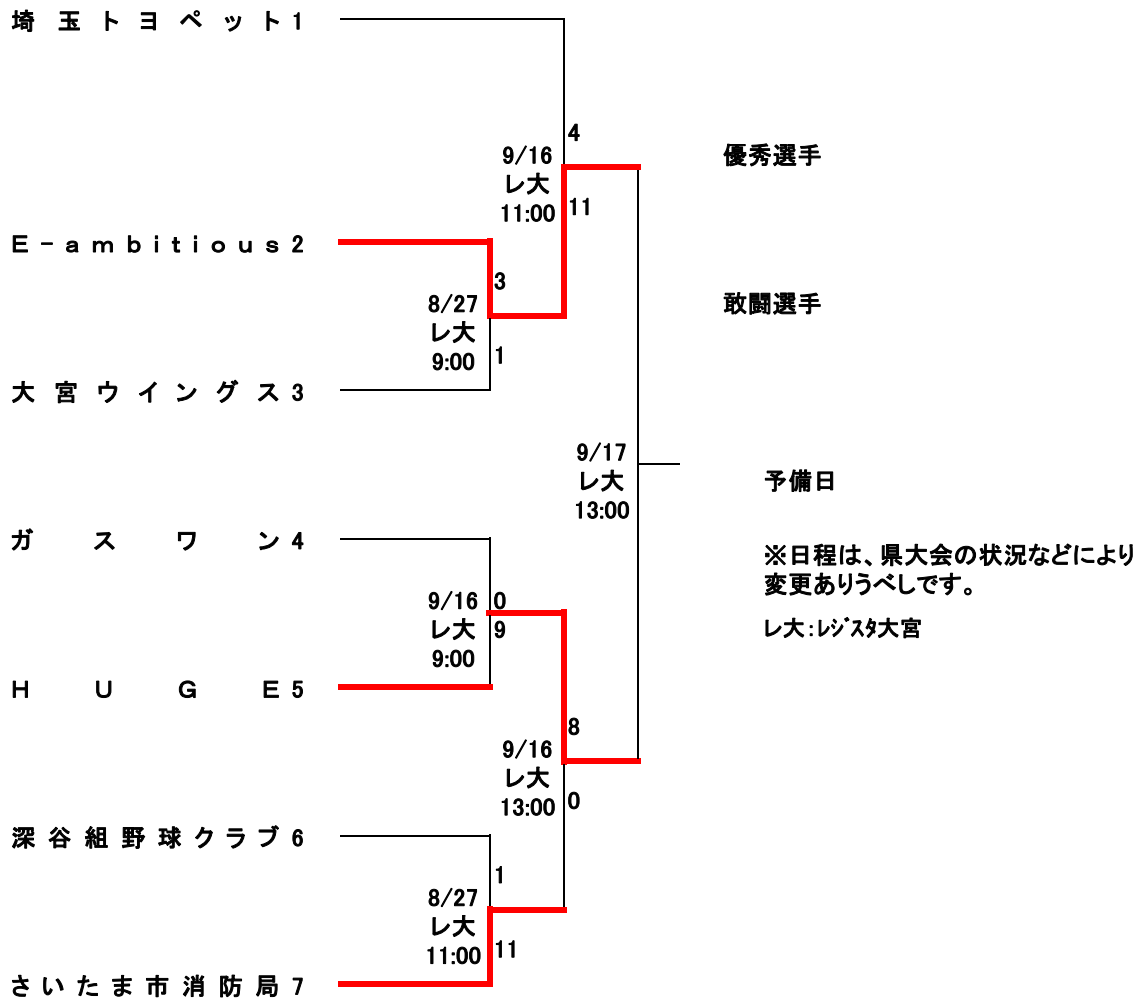 埼玉トヨペット 1
4
9/16
レ大
11:00
11
優秀選手
E-ambitious 2
3
8/27
レ大
9:00
1
敢闘選手
大宮ウイングス 3
9/17
レ大
13:00
予備日
ガスワン 4
※日程は、県大会の状況などにより
変更ありうべしです。
レ大:レジスタ大宮
9/16
レ大
9:00
0
9
HUGE 5
8
9/16
レ大
13:00
0
深谷組野球クラブ 6
1
8/27
レ大
11:00
11
さいたま市消防局 7